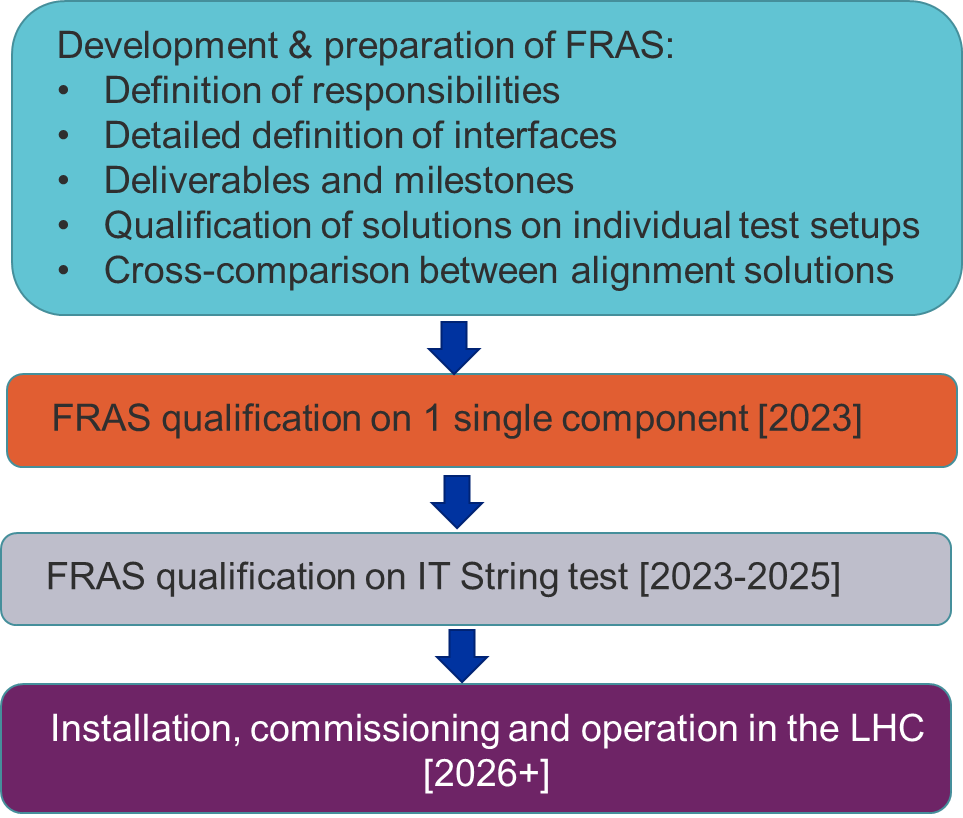 Development & preparation of FRAS:
• Definition of responsibilities
• Detailed definition of interfaces
• Deliverables and milestones
• Qualification of solutions on individual test setups
• Cross-comparison between alignment solutions
FRAS qualification on 1 single component [2023]
FRAS qualification on IT String test [2023-2025]
Installation, commissioning and operation in the LHC
[2026+]